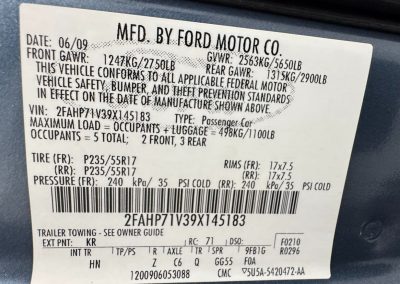 MFD. BY FORD MOTOR CO.
DATE: 06/09 GVWR: 2563KG/5650LB
FRONT GAWR: 1247KG/2750LB REAR GAWR: 1315KG/2900LB
THIS VEHICLE CONFORMS TO ALL APPLICABLE FEDERAL MOTOR
VEHICLE SAFETY, BUMPER, AND THEFT PREVENTION STANDARDS
IN EFFECT ON THE DATE OF MANUFACTURE SHOWN ABOVE.
VIN: 2FAHP71V39X145183 TYPE: Passenger Car
MAXIMUM LOAD = OCCUPANTS + LUGGAGE = 498KG/1100LB
OCCUPANTS = 5 TOTAL: 2 FRONT, 3 REAR
TIRE (FR): P235/55R17 RIMS (FR): 17x7.5
(RR): P235/55R17 (RR): 17x7.5
PRESSURE (FR): 240 kPa/ 35 PSI COLD (RR): 240 kPa/ 35 PSI COLD
2FAHP71V39X145183
TRAILER TOWING - SEE OWNER GUIDE
EXT PNT: KR RC: 71 DSO: F0210
INT TR TP/PS R AXLE TR SPR 9F81G R0296
HN Z C6 Q GG55 F0A
1200906053088 CMC 5U5A-5420472-AA